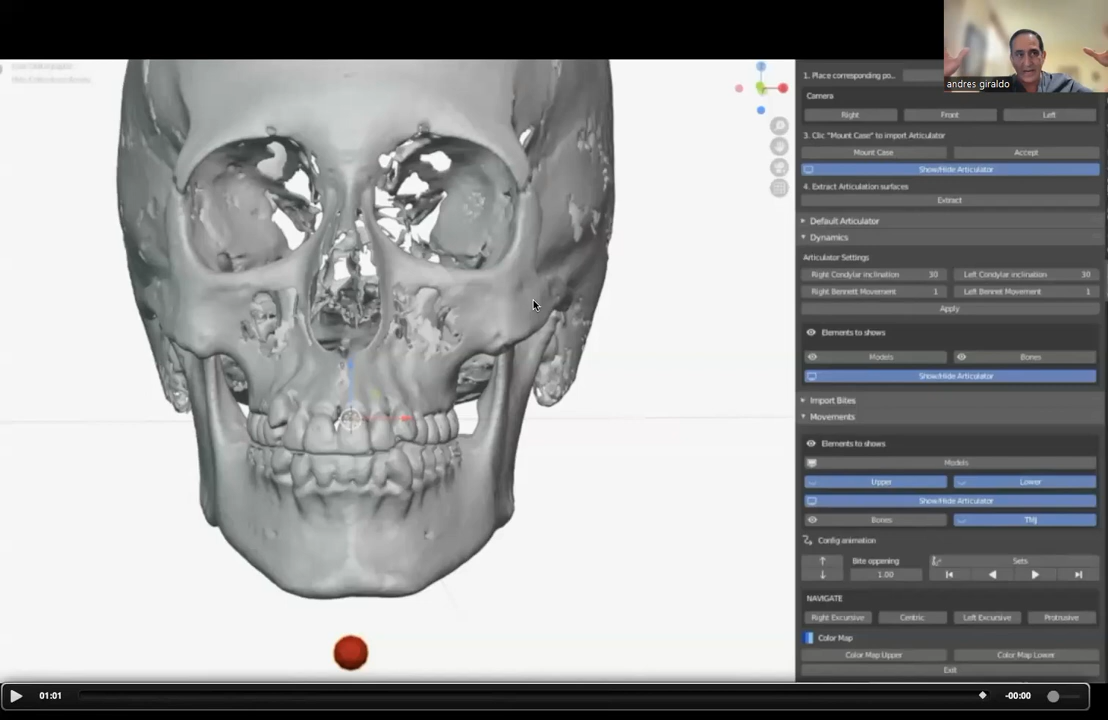 andres giraldo
1. Place corresponding po...
Camera
Right Front Left
3. Clic "Mount Case" to import Articulator
Mount Case Accept
Show/Hide Articulator
4. Extract Articulation surfaces
Extract
Default Articulator
Dynamics
Articulator Settings
Right Condylar inclination 30 Left Condylar inclination 30
Right Bennett Movement 1 Left Bennet Movement 1
Apply
Elements to shows
Models Bones
Show/Hide Articulator
Import Bites
Movements
Elements to shows
Models
Upper Lower
Show/Hide Articulator
Bones TMJ
Config animation
Bite openning Sets
1.00
NAVIGATE
Right Excursive Centric Left Excursive Protrusive
Color Map
Color Map Upper Color Map Lower
Exit
01:01 -00:00